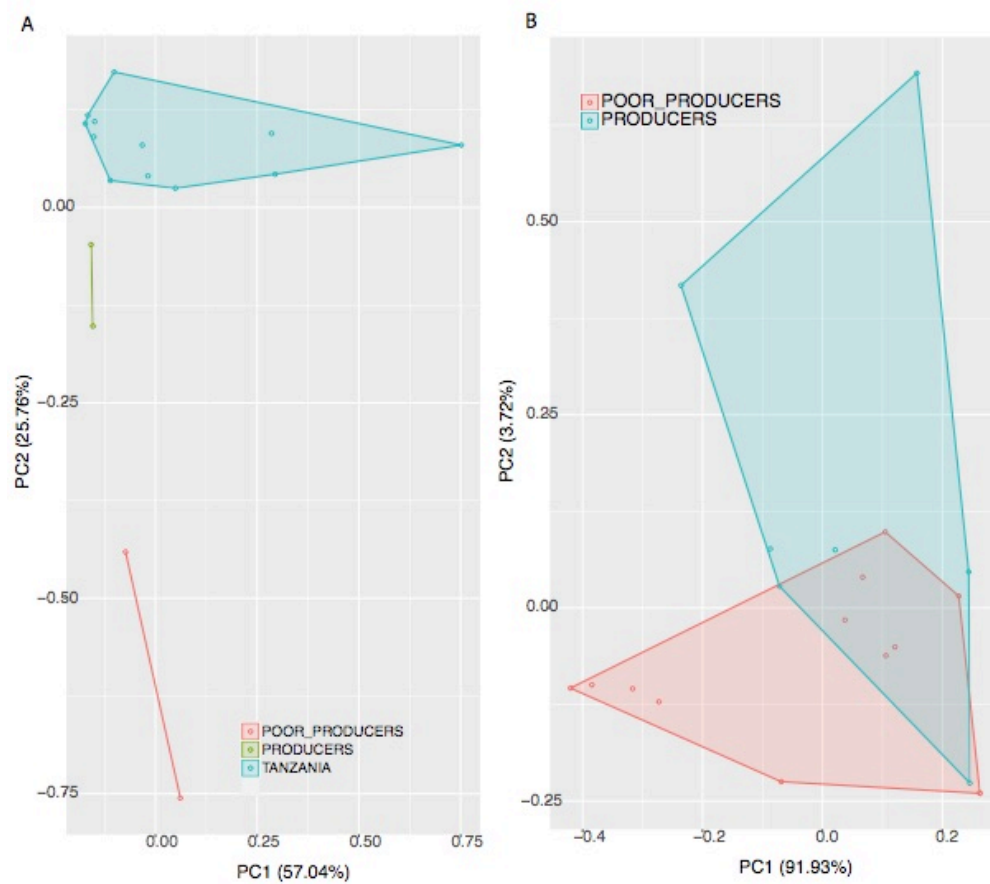 A
0.00
−0.25
−0.50
−0.75
PC2 (25.76%)
POOR_PRODUCERS
PRODUCERS
TANZANIA
0.00
0.25
0.50
0.75
PC1 (57.04%)
B
POOR_PRODUCERS
PRODUCERS
0.50
0.25
0.00
−0.25
PC2 (3.72%)
−0.4
−0.2
0.0
0.2
PC1 (91.93%)